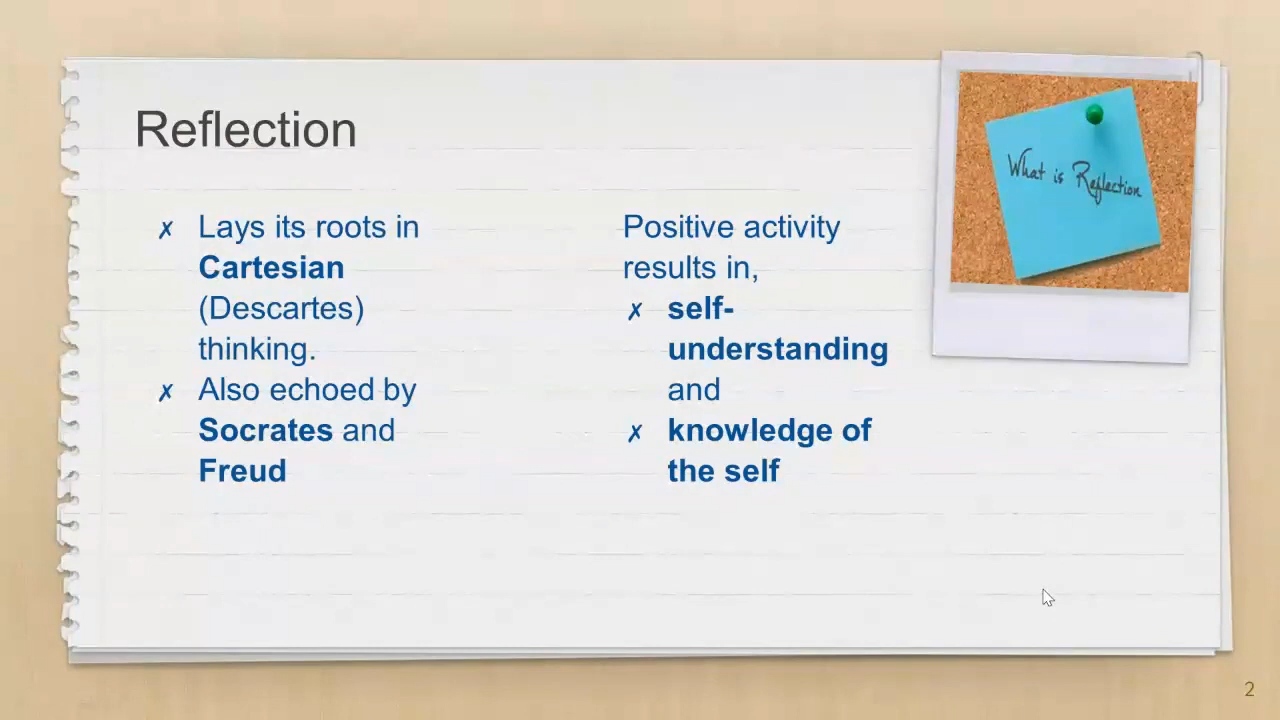 Reflection
✗ Lays its roots in
Cartesian
(Descartes)
thinking.
✗ Also echoed by
Socrates and
Freud
Positive activity
results in,
✗ self-
understanding
and
✗ knowledge of
the self
What is Reflection
2